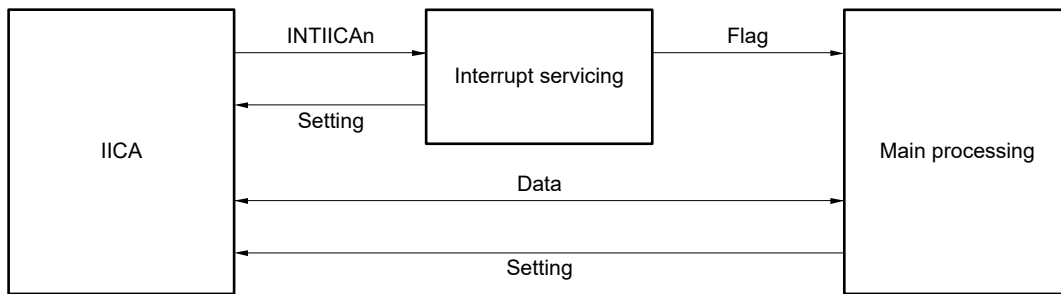 INTIICAn
Flag
Interrupt servicing
Setting
IICA
Main processing
Data
Setting